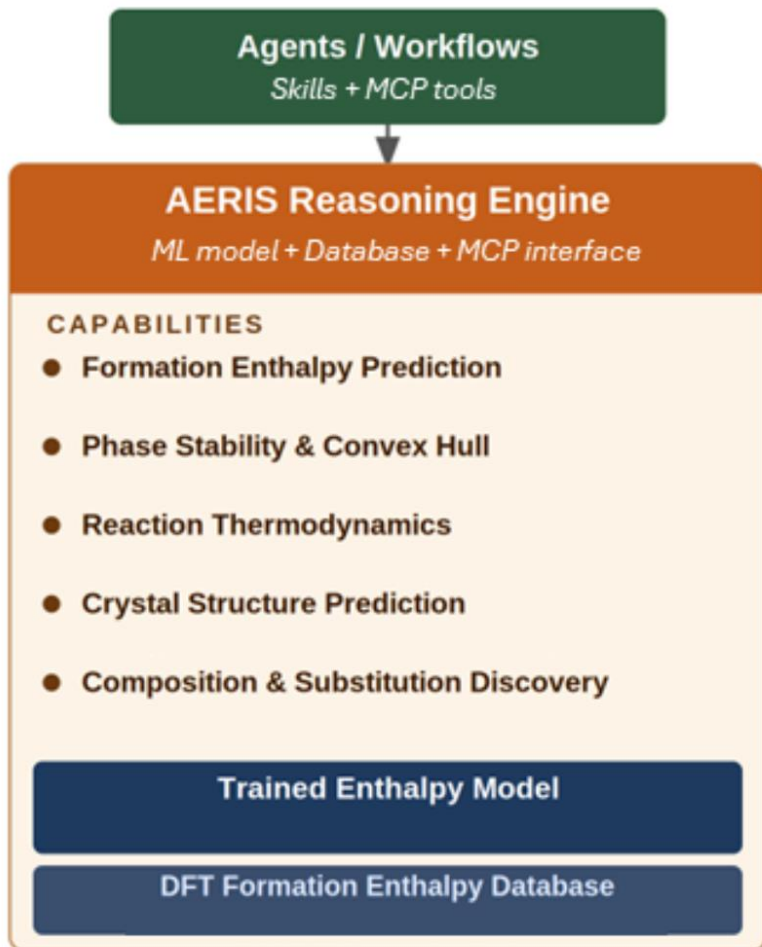 Agents / Workflows
Skills + MCP tools
AERIS Reasoning Engine
ML model + Database + MCP interface
CAPABILITIES
● Formation Enthalpy Prediction
● Phase Stability & Convex Hull
● Reaction Thermodynamics
● Crystal Structure Prediction
● Composition & Substitution Discovery
Trained Enthalpy Model
DFT Formation Enthalpy Database